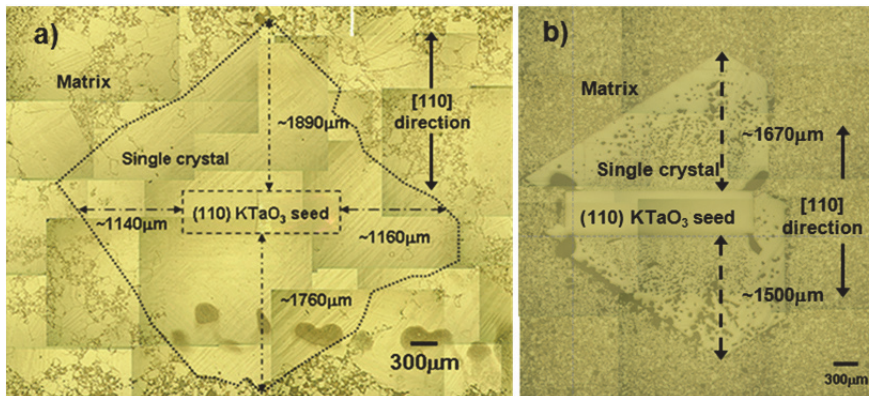 a)
Matrix
[110]
direction
~1890μm
Single crystal
~1140μm
(110) KTaO₃ seed
~1160μm
~1760μm
300μm
b)
Matrix
~1670μm
Single crystal
(110) KTaO₃ seed
[110]
direction
~1500μm
300μm